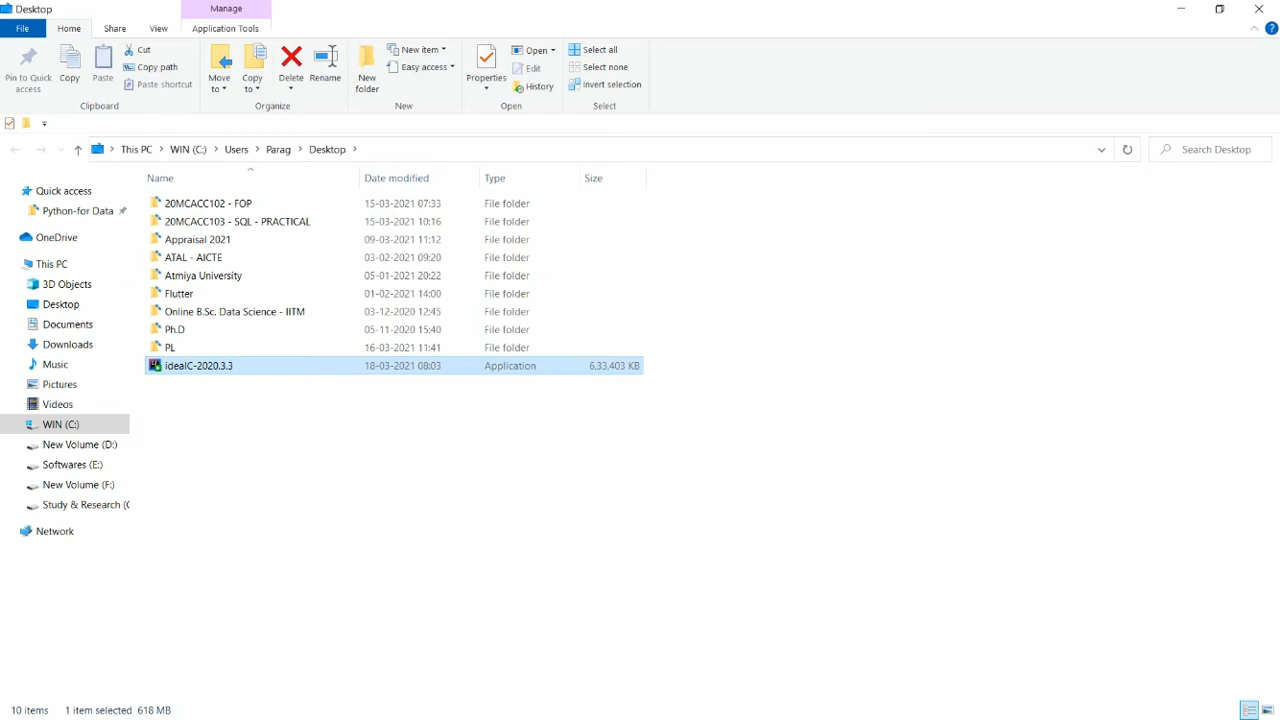 Desktop
Manage
File
Home
Share
View
Application Tools
Pin to Quick access
Copy
Paste
Cut
Copy path
Paste shortcut
Clipboard
Move to
Copy to
Delete
Rename
Organize
New folder
New item
Easy access
New
Properties
Open
Edit
History
Open
Select all
Select none
Invert selection
Select
This PC
WIN (C:)
Users
Parag
Desktop
Search Desktop
Name
Date modified
Type
Size
20MCACC102 - FOP 15-03-2021 07:33 File folder
20MCACC103 - SQL - PRACTICAL 15-03-2021 10:16 File folder
Appraisal 2021 09-03-2021 11:12 File folder
ATAL - AICTE 03-02-2021 09:20 File folder
Atmiya University 05-01-2021 20:22 File folder
Flutter 01-02-2021 14:00 File folder
Online B.Sc. Data Science - IITM 03-12-2020 12:45 File folder
Ph.D 05-11-2020 15:40 File folder
PL 16-03-2021 11:41 File folder
ideaIC-2020.3.3 18-03-2021 08:03 Application 6,33,403 KB
Quick access
Python-for Data
OneDrive
This PC
3D Objects
Desktop
Documents
Downloads
Music
Pictures
Videos
WIN (C:)
New Volume (D:)
Softwares (E:)
New Volume (F:)
Study & Research (
Network
10 items
1 item selected 618 MB